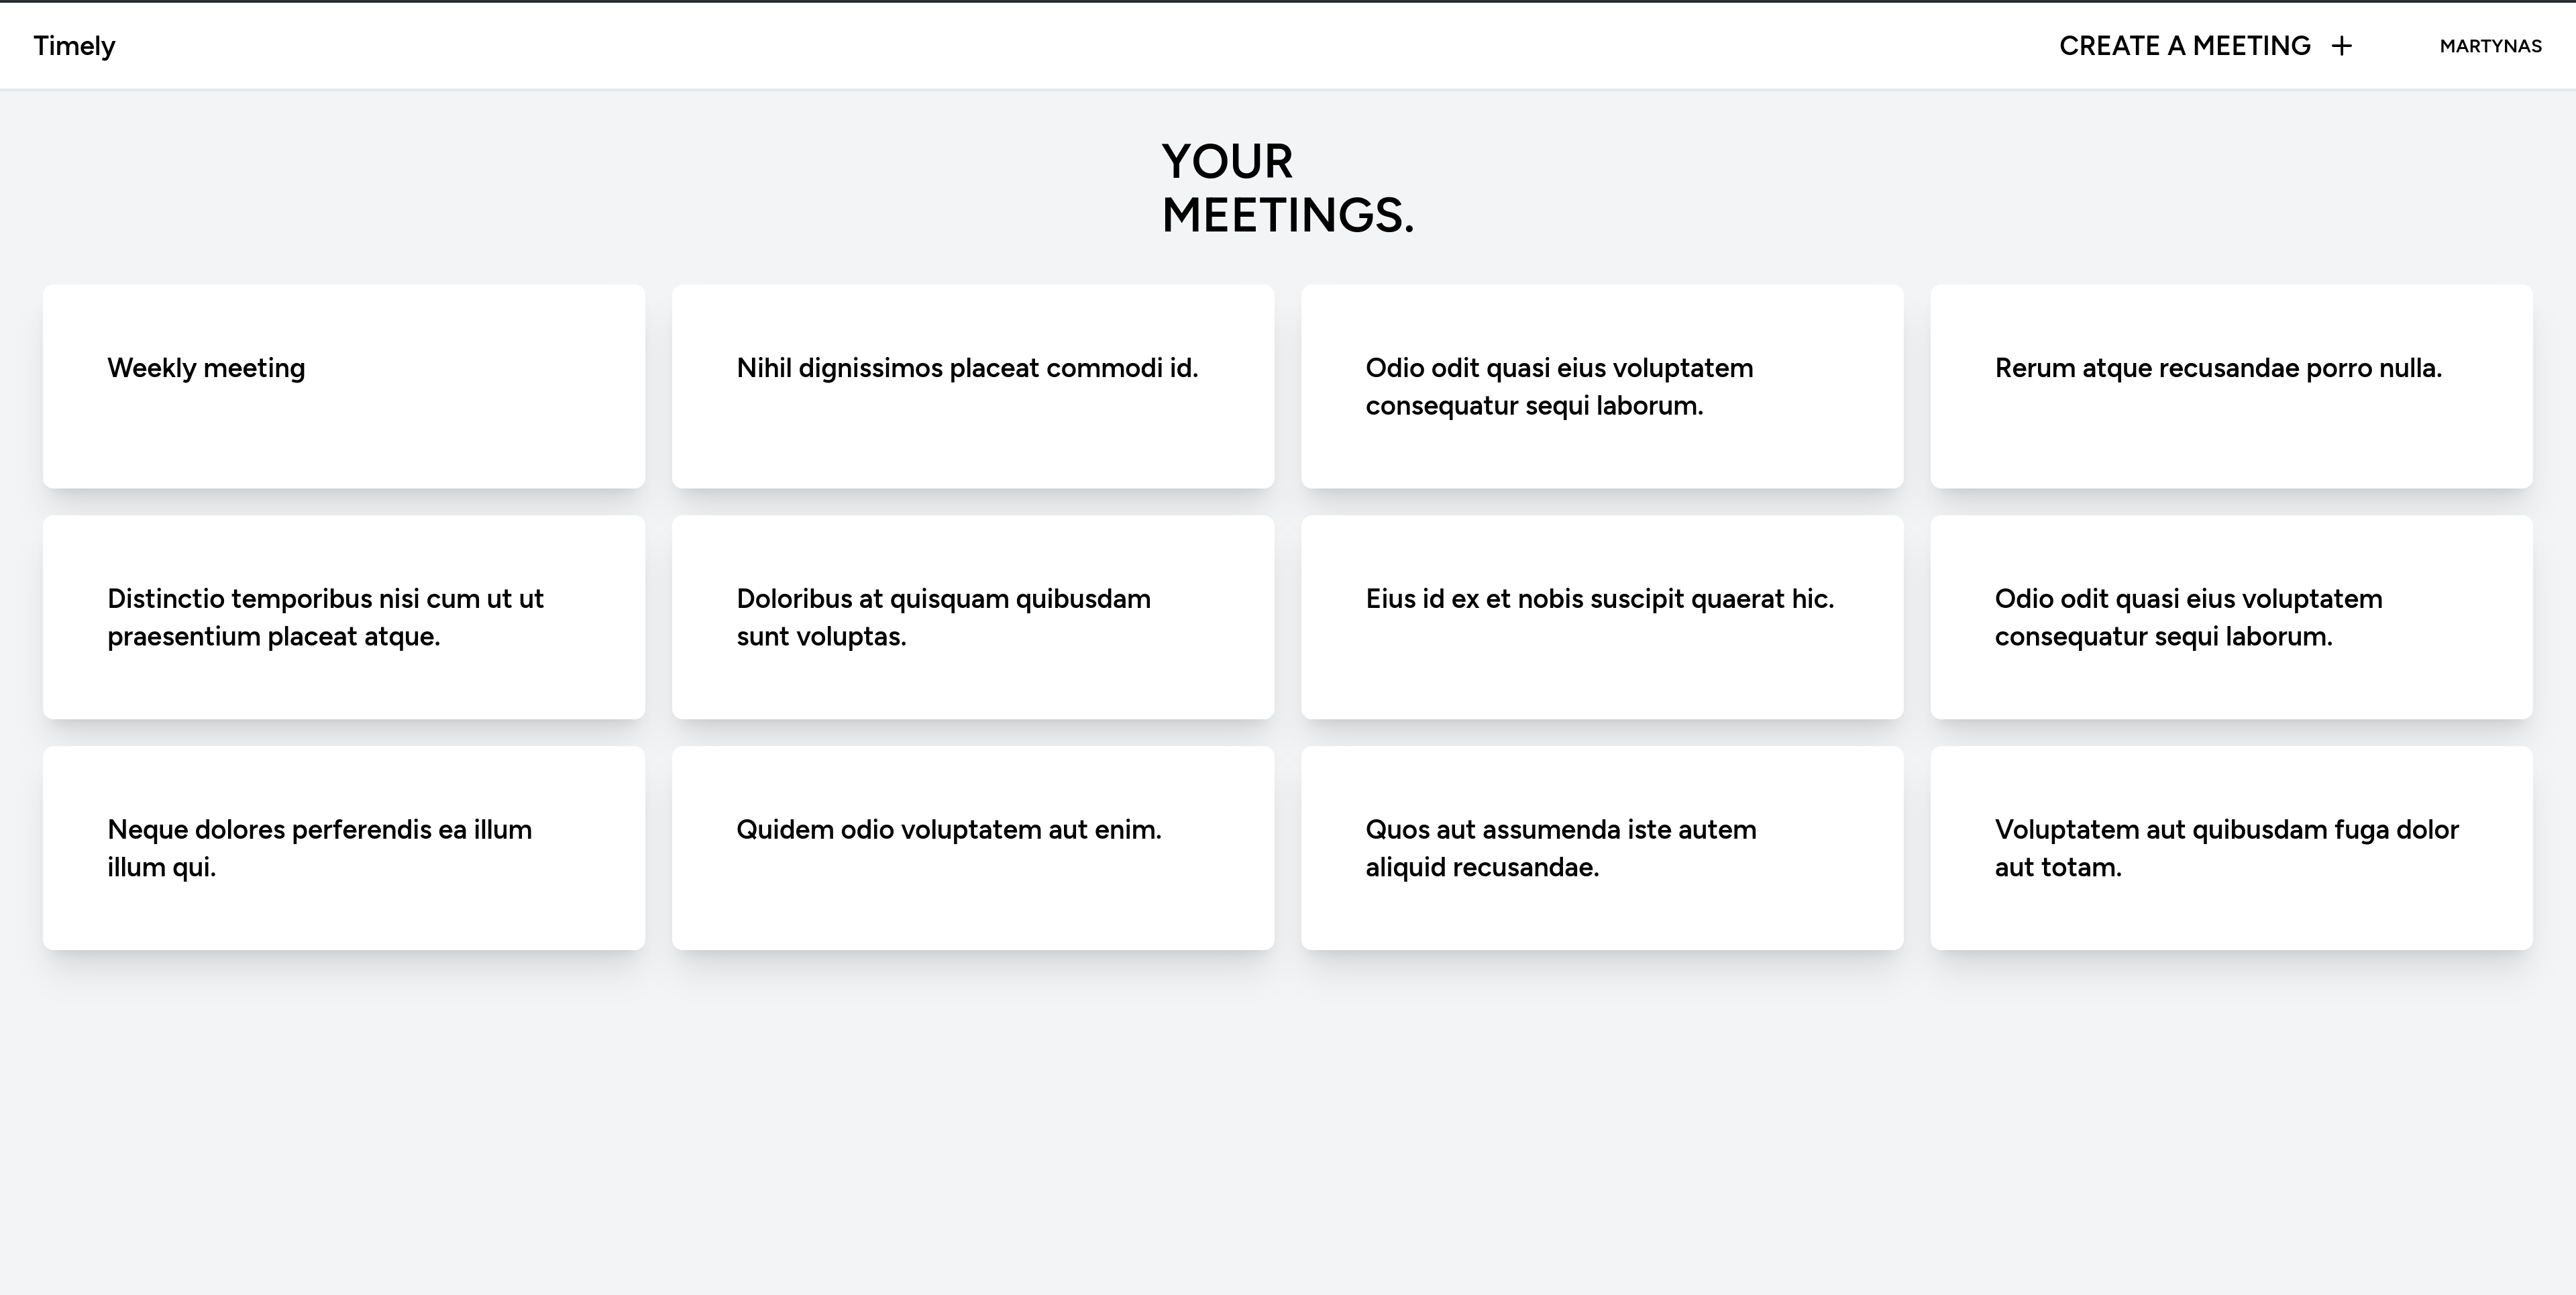 Timely
CREATE A MEETING +
MARTYNAS
YOUR
MEETINGS.
Weekly meeting
Nihil dignissimos placeat commodi id.
Odio odit quasi eius voluptatem
consequatur sequi laborum.
Rerum atque recusandae porro nulla.
Distinctio temporibus nisi cum ut ut
praesentium placeat atque.
Doloribus at quisquam quibusdam
sunt voluptas.
Eius id ex et nobis suscipit quaerat hic.
Odio odit quasi eius voluptatem
consequatur sequi laborum.
Neque dolores perferendis ea illum
illum qui.
Quidem odio voluptatem aut enim.
Quos aut assumenda iste autem
aliquid recusandae.
Voluptatem aut quibusdam fuga dolor
aut totam.